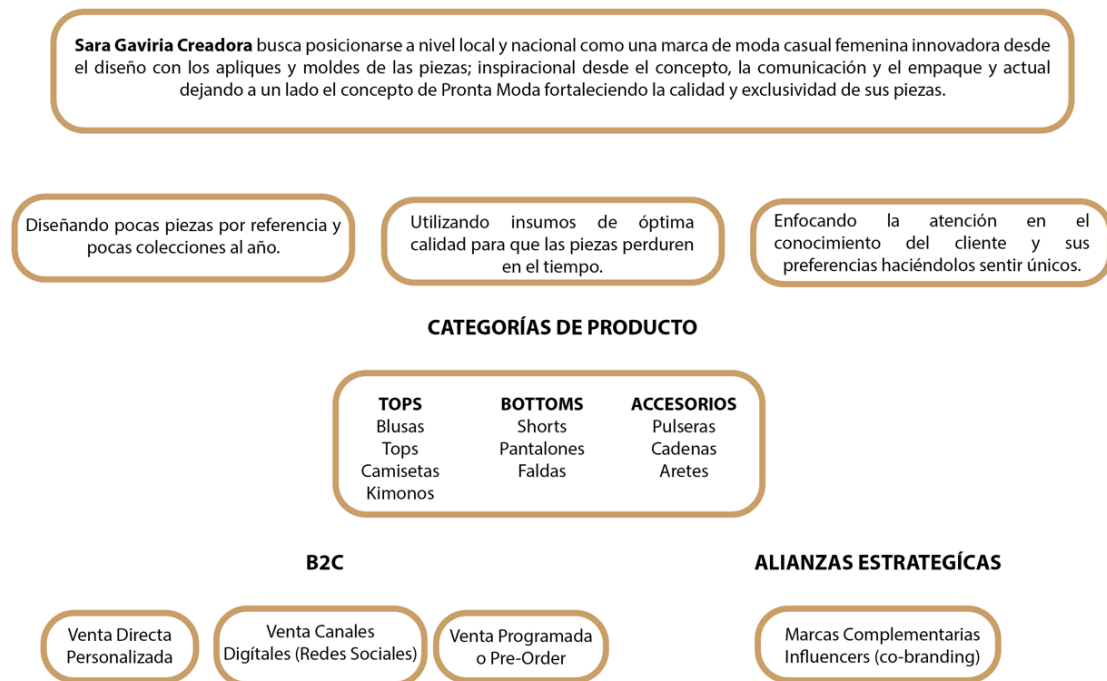 Sara Gaviria Creadora busca posicionarse a nivel local y nacional como una marca de moda casual femenina innovadora desde
el diseño con los apliques y moldes de las piezas; inspiracional desde el concepto, la comunicación y el empaque y actual
dejando a un lado el concepto de Pronta Moda fortaleciendo la calidad y exclusividad de sus piezas.
Diseñando pocas piezas por referencia y
pocas colecciones al año.
Utilizando insumos de óptima
calidad para que las piezas perduren
en el tiempo.
Enfocando la atención en el
conocimiento del cliente y sus
preferencias haciéndolos sentir únicos.
CATEGORÍAS DE PRODUCTO
TOPS
Blusas
Tops
Camisetas
Kimonos
BOTTOMS
Shorts
Pantalones
Faldas
ACCESORIOS
Pulseras
Cadenas
Aretes
B2C
Venta Directa
Personalizada
Venta Canales
Digítales (Redes Sociales)
Venta Programada
o Pre-Order
ALIANZAS ESTRATEGÍCAS
Marcas Complementarias
Influencers (co-branding)